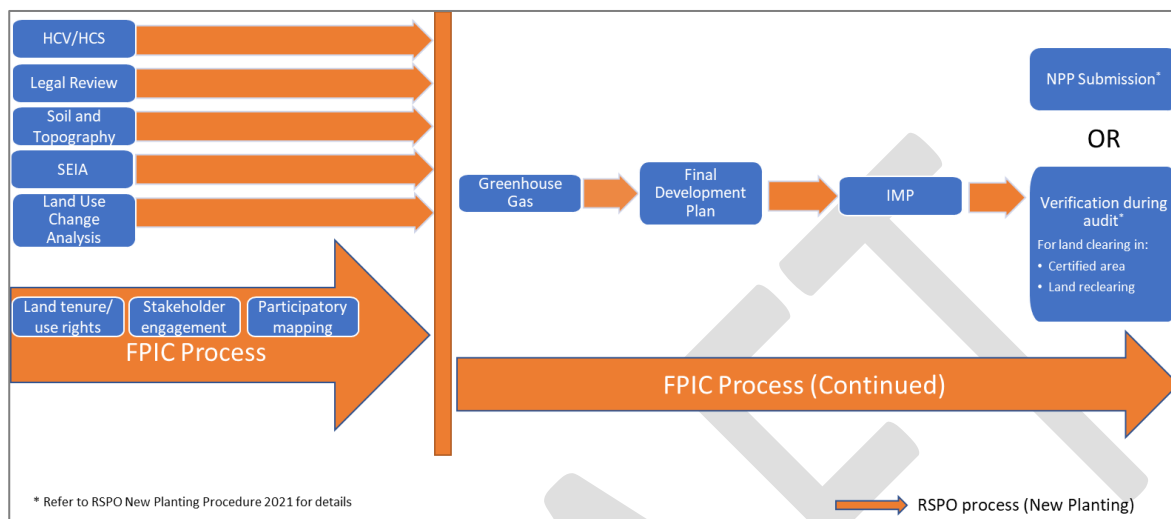 HCV/HCS
Legal Review
Soil and
Topography
SEIA
Land Use
Change
Analysis
Land tenure/
use rights
Stakeholder
engagement
Participatory
mapping
FPIC Process
Greenhouse
Gas
Final
Development
Plan
IMP
NPP Submission*
OR
Verification during
audit*
For land clearing in:
• Certified area
• Land reclearing
FPIC Process (Continued)
* Refer to RSPO New Planting Procedure 2021 for details
RSPO process (New Planting)